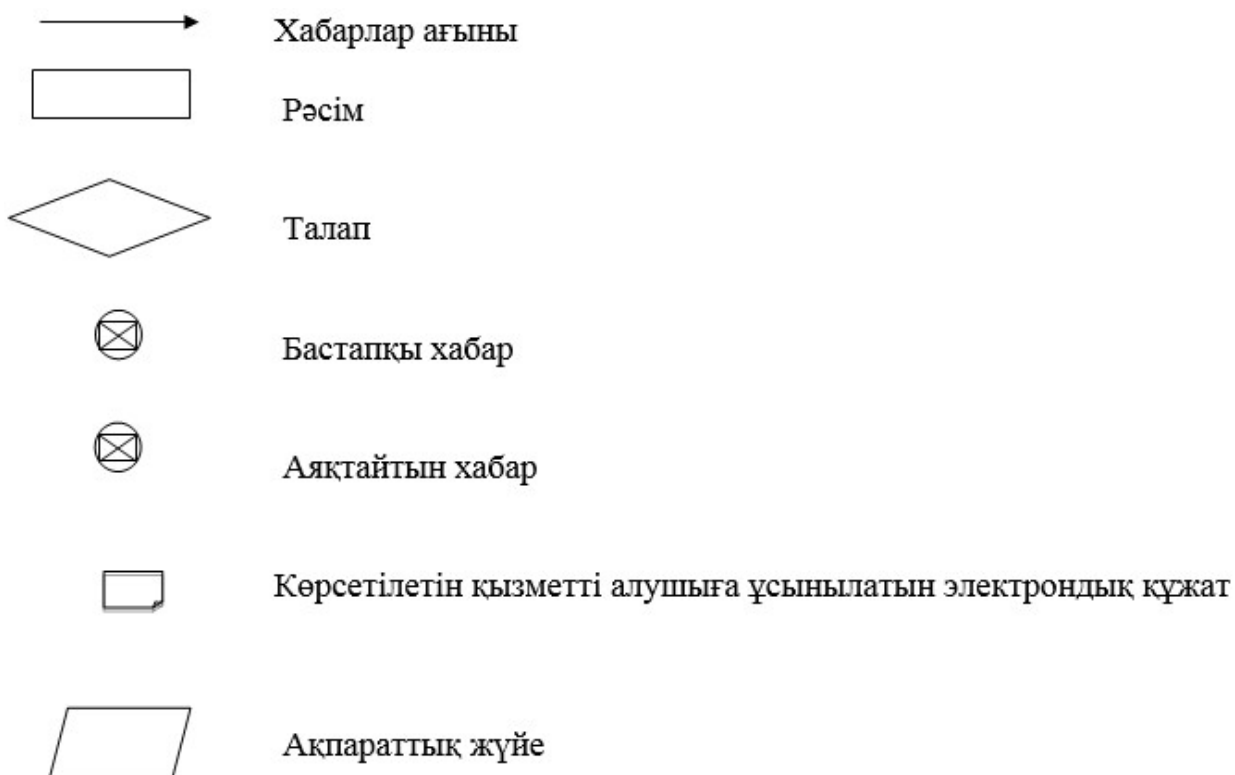 Хабарлар ағыны
Рәсім
Талап
Бастапқы хабар
Аяқтайтын хабар
Көрсетілетін қызметті алушыға ұсынылатын электрондық құжат
Ақпараттық жүйе